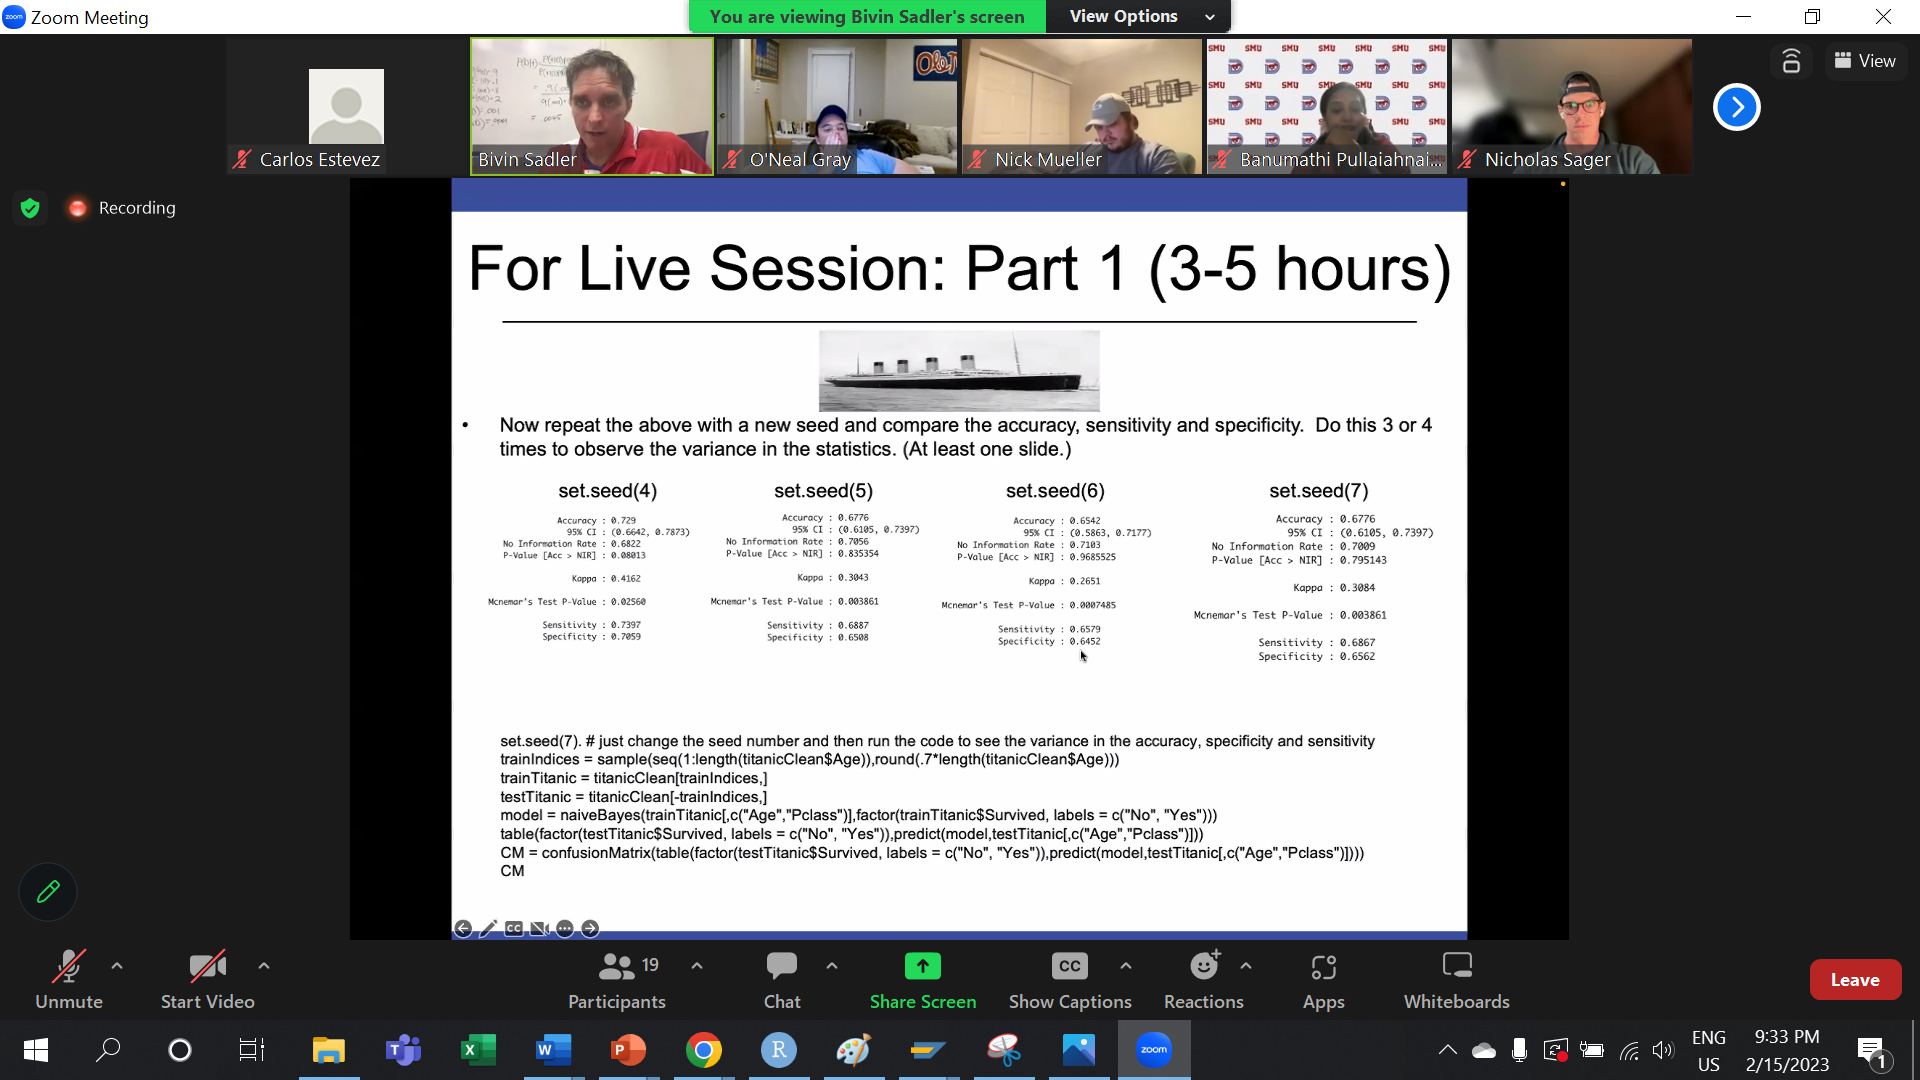 Zoom Meeting
You are viewing Bivin Sadler's screen
View Options
View
Carlos Estevez
Bivin Sadler
O'Neal Gray
Nick Mueller
Banumathi Pullaiahnai...
Nicholas Sager
Recording
For Live Session: Part 1 (3-5 hours)
• Now repeat the above with a new seed and compare the accuracy, sensitivity and specificity. Do this 3 or 4
times to observe the variance in the statistics. (At least one slide.)
set.seed(4)
Accuracy : 0.729
95% CI : (0.6642, 0.7873)
No Information Rate : 0.6822
P-Value [Acc > NIR] : 0.08013
Kappa : 0.4162
Mcnemar's Test P-Value : 0.02560
Sensitivity : 0.7397
Specificity : 0.7059
set.seed(5)
Accuracy : 0.6776
95% CI : (0.6105, 0.7397)
No Information Rate : 0.7056
P-Value [Acc > NIR] : 0.835354
Kappa : 0.3043
Mcnemar's Test P-Value : 0.003861
Sensitivity : 0.6887
Specificity : 0.6508
set.seed(6)
Accuracy : 0.6542
95% CI : (0.5863, 0.7177)
No Information Rate : 0.7103
P-Value [Acc > NIR] : 0.9685525
Kappa : 0.2651
Mcnemar's Test P-Value : 0.0007485
Sensitivity : 0.6579
Specificity : 0.6452
set.seed(7)
Accuracy : 0.6776
95% CI : (0.6105, 0.7397)
No Information Rate : 0.7009
P-Value [Acc > NIR] : 0.795143
Kappa : 0.3084
Mcnemar's Test P-Value : 0.003861
Sensitivity : 0.6867
Specificity : 0.6562
set.seed(7). # just change the seed number and then run the code to see the variance in the accuracy, specificity and sensitivity
trainIndices = sample(seq(1:length(titanicClean$Age)),round(.7*length(titanicClean$Age)))
trainTitanic = titanicClean[trainIndices,]
testTitanic = titanicClean[-trainIndices,]
model = naiveBayes(trainTitanic[,c("Age","Pclass")],factor(trainTitanic$Survived, labels = c("No", "Yes")))
table(factor(testTitanic$Survived, labels = c("No", "Yes")),predict(model,testTitanic[,c("Age","Pclass")]))
CM = confusionMatrix(table(factor(testTitanic$Survived, labels = c("No", "Yes")),predict(model,testTitanic[,c("Age","Pclass")])))
CM
Unmute
Start Video
19
Participants
Chat
Share Screen
CC
Show Captions
Reactions
Apps
Whiteboards
Leave
zoom
ENG
US
9:33 PM
2/15/2023
1